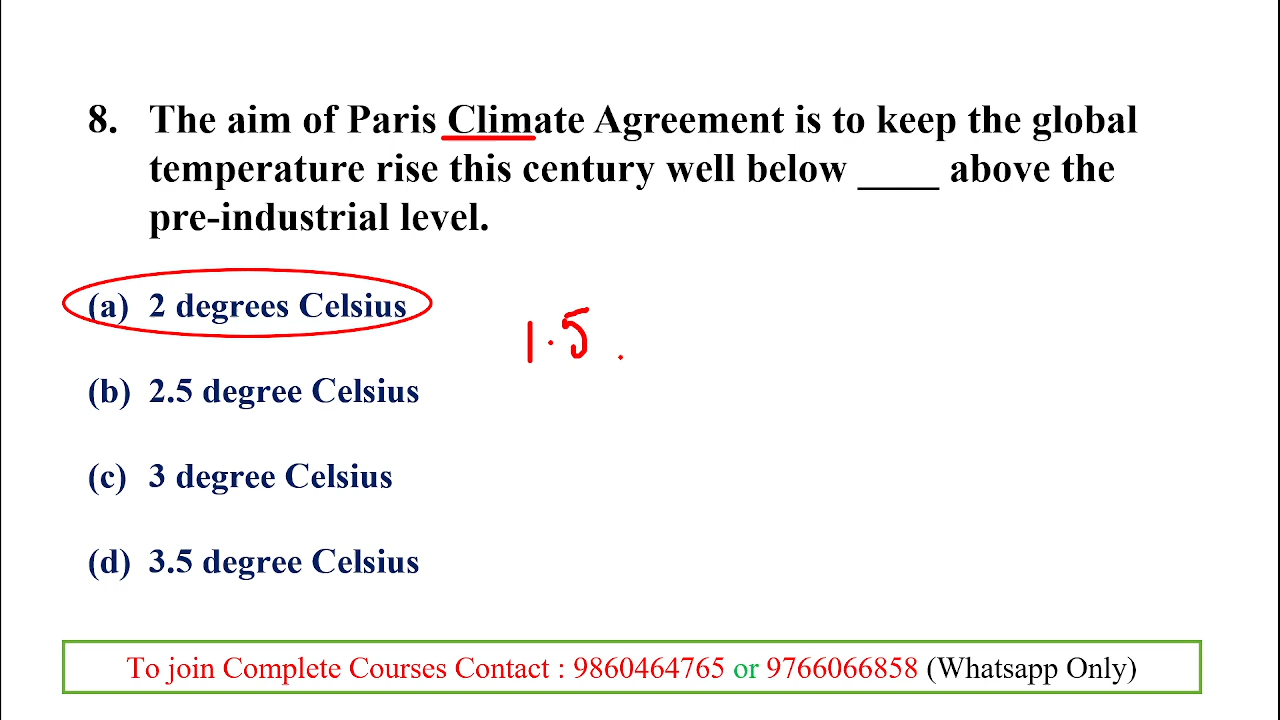 8. The aim of Paris Climate Agreement is to keep the global
temperature rise this century well below ____ above the
pre-industrial level.
(a) 2 degrees Celsius
1.5
(b) 2.5 degree Celsius
(c) 3 degree Celsius
(d) 3.5 degree Celsius
To join Complete Courses Contact : 9860464765 or 9766066858 (Whatsapp Only)